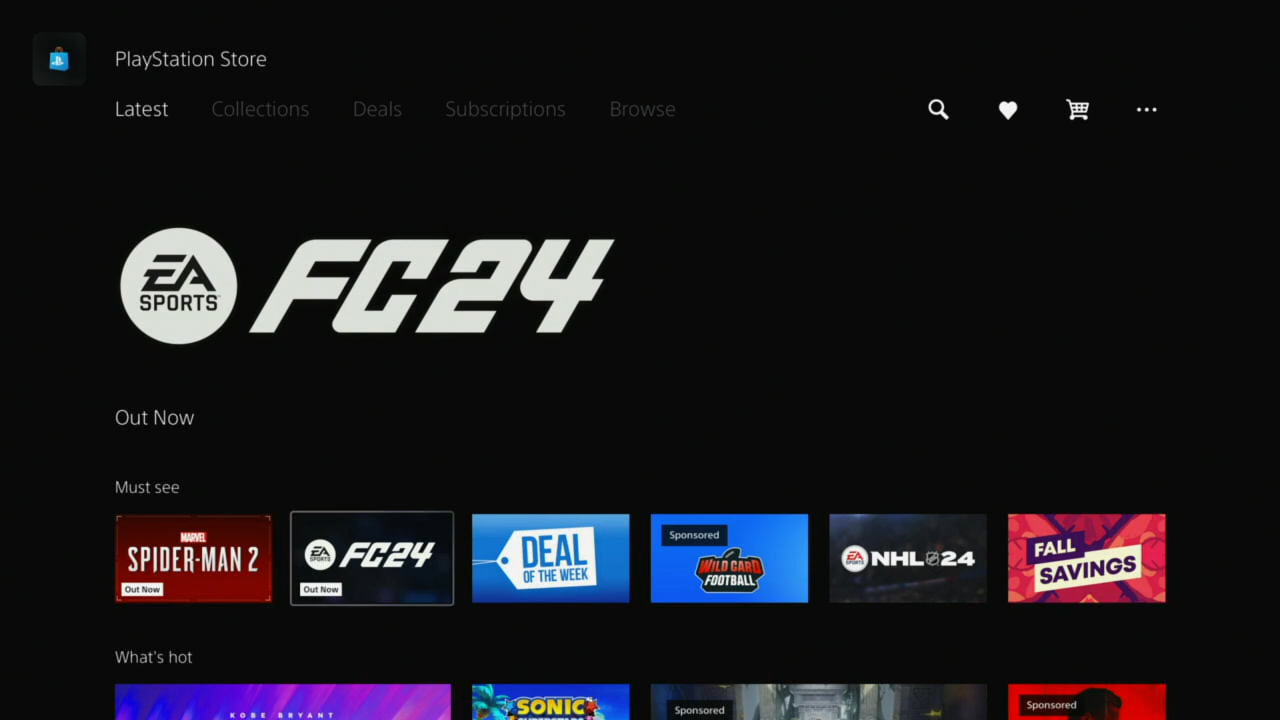 PlayStation Store
Latest
Collections
Deals
Subscriptions
Browse
EA
SPORTS
FC24
Out Now
Must see
MARVEL
SPIDER-MAN 2
Out Now
EA
SPORTS
FC24
Out Now
DEAL
OF THE WEEK
Sponsored
WILD CARD
FOOTBALL
EA
SPORTS
NHL 24
FALL
SAVINGS
What's hot
KOBE BRYANT
SONIC
SUPERSTARS
Sponsored
Sponsored